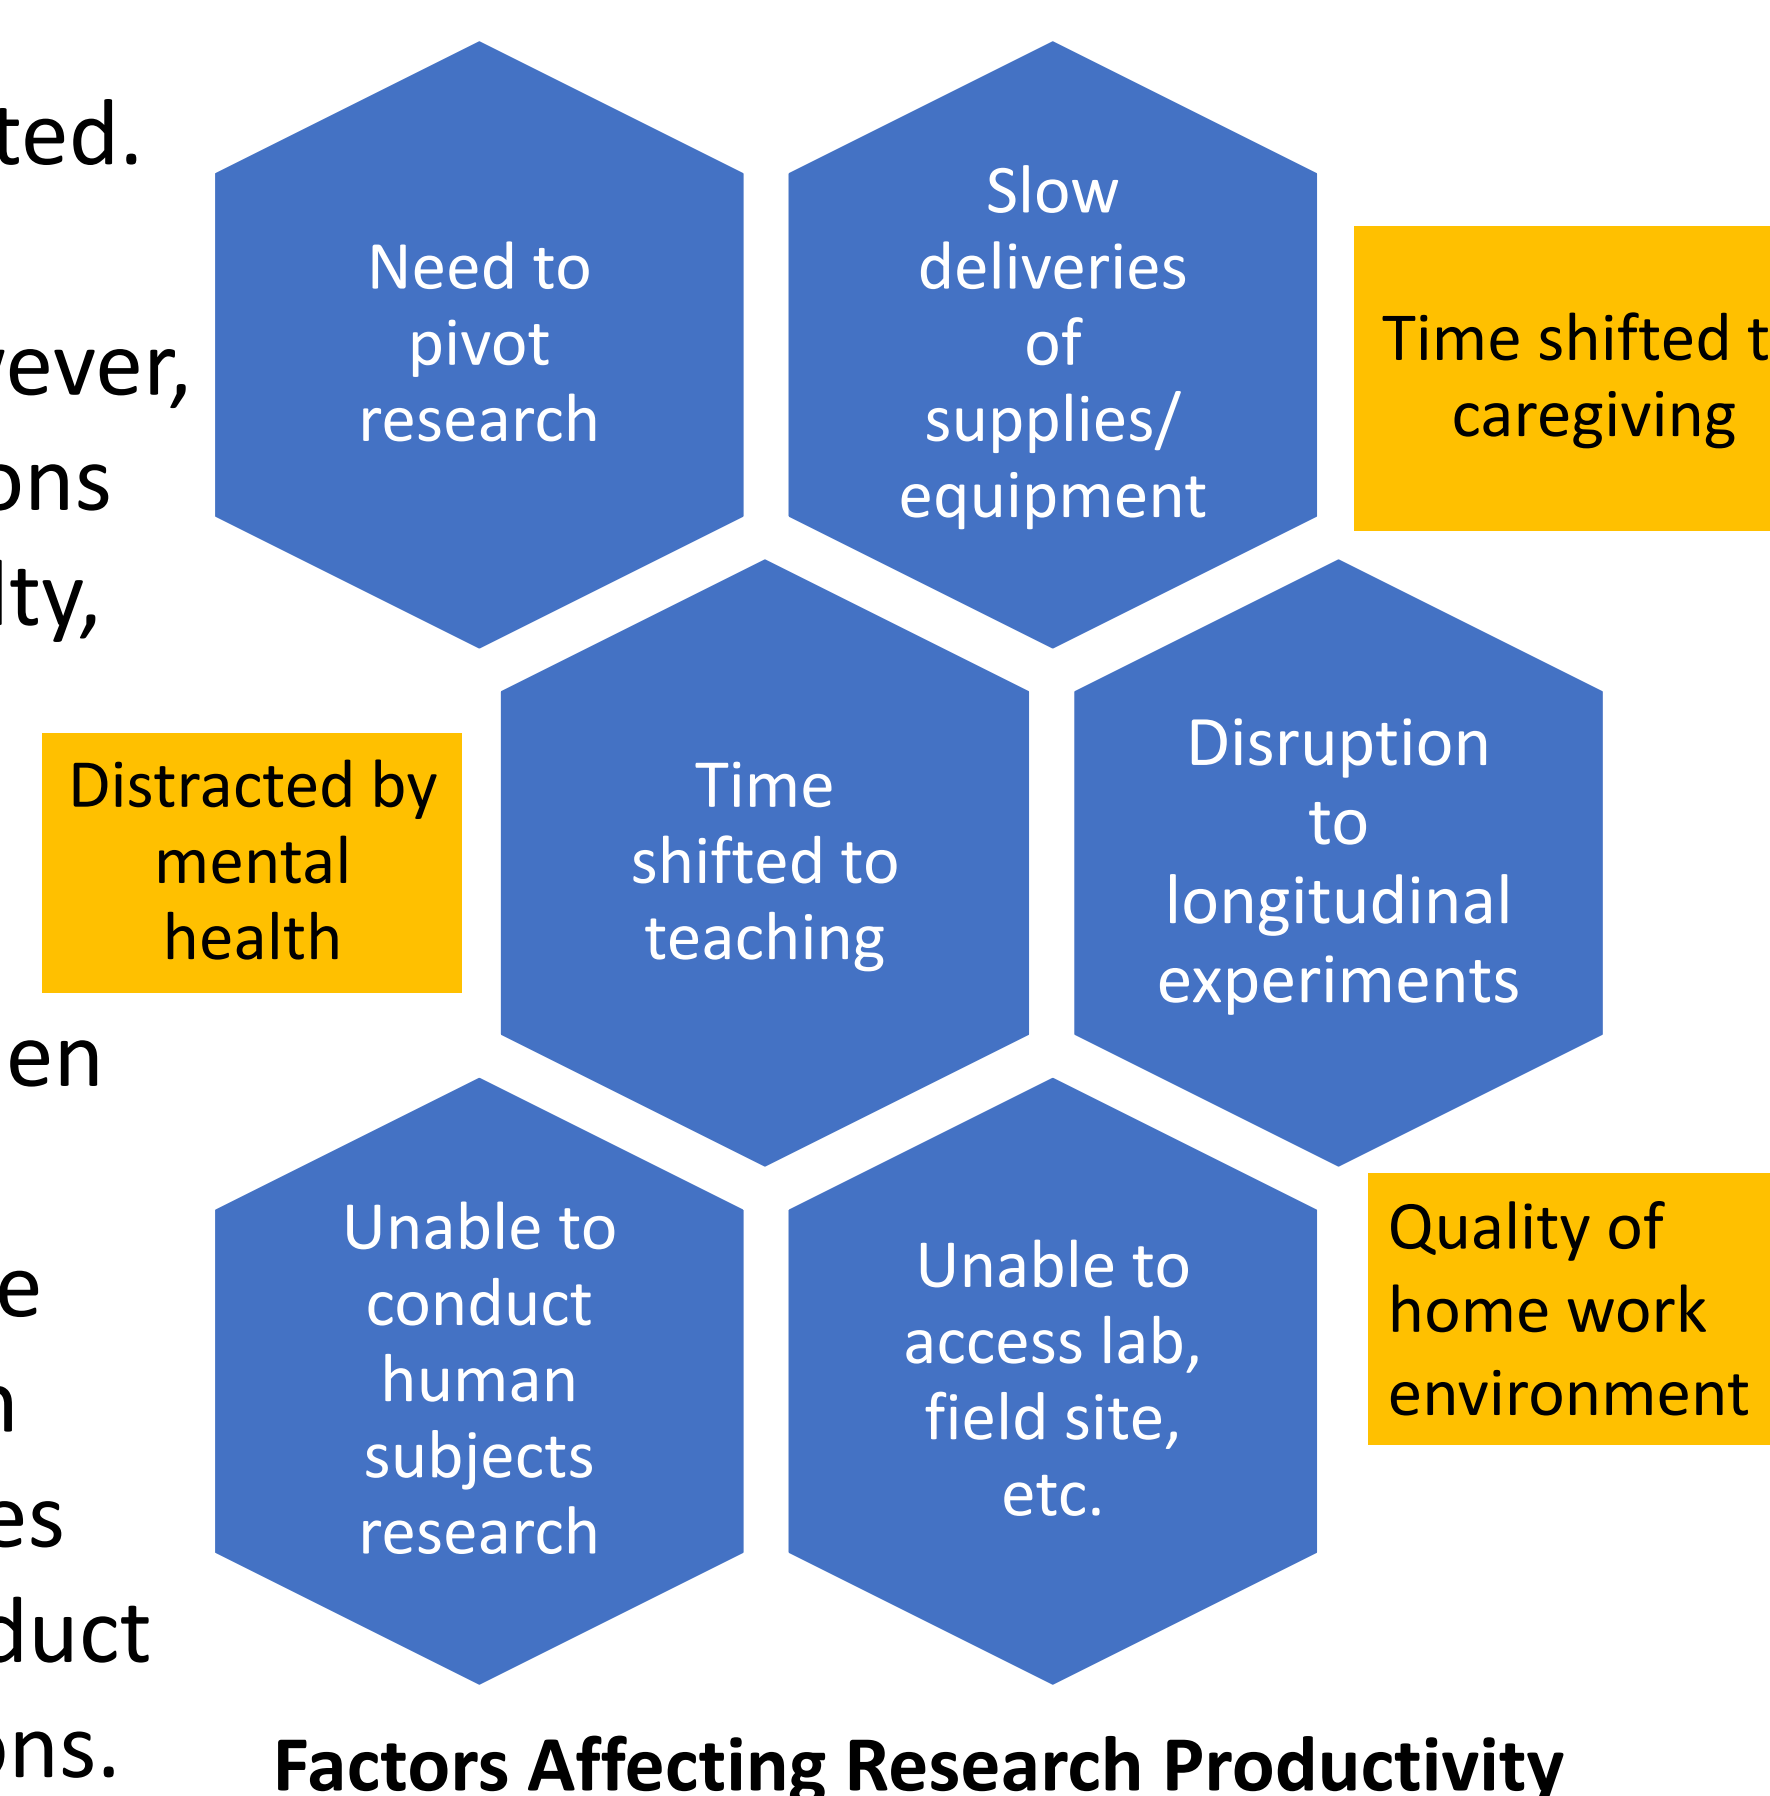 ted.
ever,
ons
lty,
en
e
es
duct
ons.
Need to
pivot
research
Slow
deliveries
of
supplies/
equipment
Time shifted t
caregiving
Distracted by
mental
health
Time
shifted to
teaching
Disruption
to
longitudinal
experiments
Unable to
conduct
human
subjects
research
Unable to
access lab,
field site,
etc.
Quality of
home work
environment
Factors Affecting Research Productivity